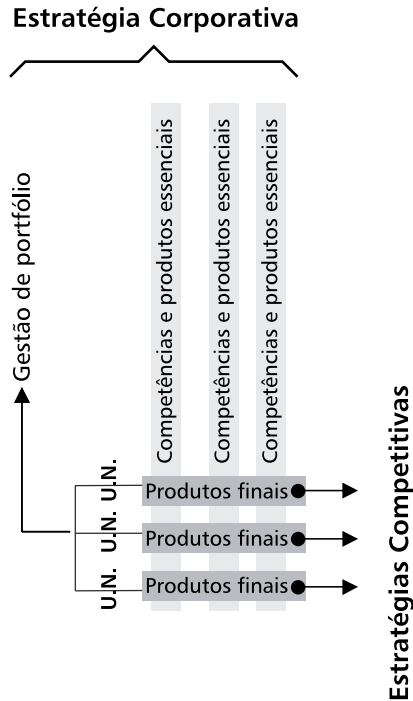 Estratégia Corporativa
Gestão de portfólio
Competências e produtos essenciais
Competências e produtos essenciais
Competências e produtos essenciais
U.N.
Produtos finais
U.N.
Produtos finais
U.N.
Produtos finais
Estratégias Competitivas